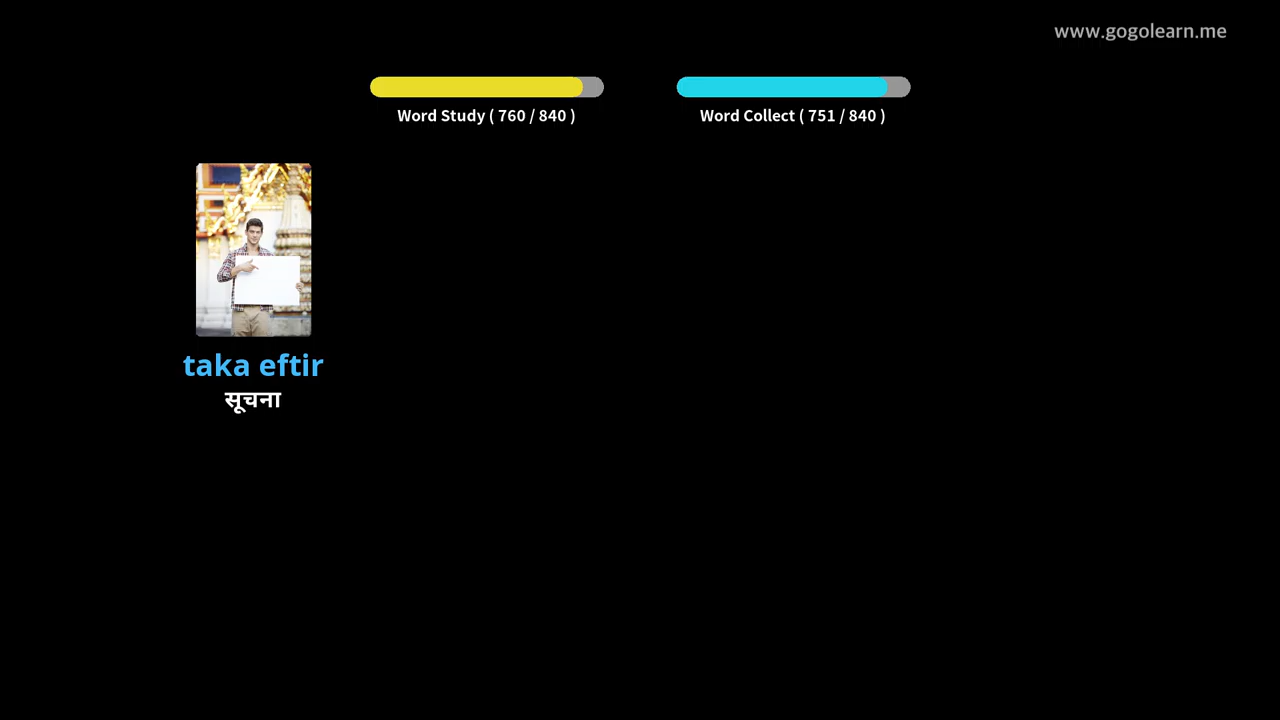 www.gogolearn.me
Word Study ( 760 / 840 )
Word Collect ( 751 / 840 )
taka eftir
सूचना